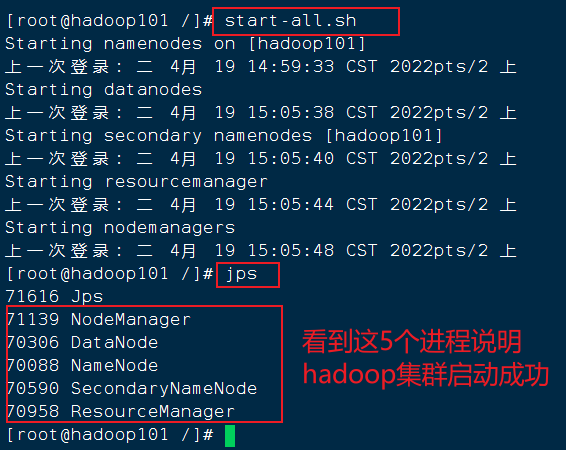 [root@hadoop101 /]# start-all.sh
Starting namenodes on [hadoop101]
上一次登录: 二 4月 19 14:59:33 CST 2022pts/2 上
Starting datanodes
上一次登录: 二 4月 19 15:05:38 CST 2022pts/2 上
Starting secondary namenodes [hadoop101]
上一次登录: 二 4月 19 15:05:40 CST 2022pts/2 上
Starting resourcemanager
上一次登录: 二 4月 19 15:05:44 CST 2022pts/2 上
Starting nodemanagers
上一次登录: 二 4月 19 15:05:48 CST 2022pts/2 上
[root@hadoop101 /]# jps
71616 Jps
71139 NodeManager
70306 DataNode
70088 NameNode
70590 SecondaryNameNode
70958 ResourceManager
[root@hadoop101 /]#
看到这5个进程说明
hadoop集群启动成功